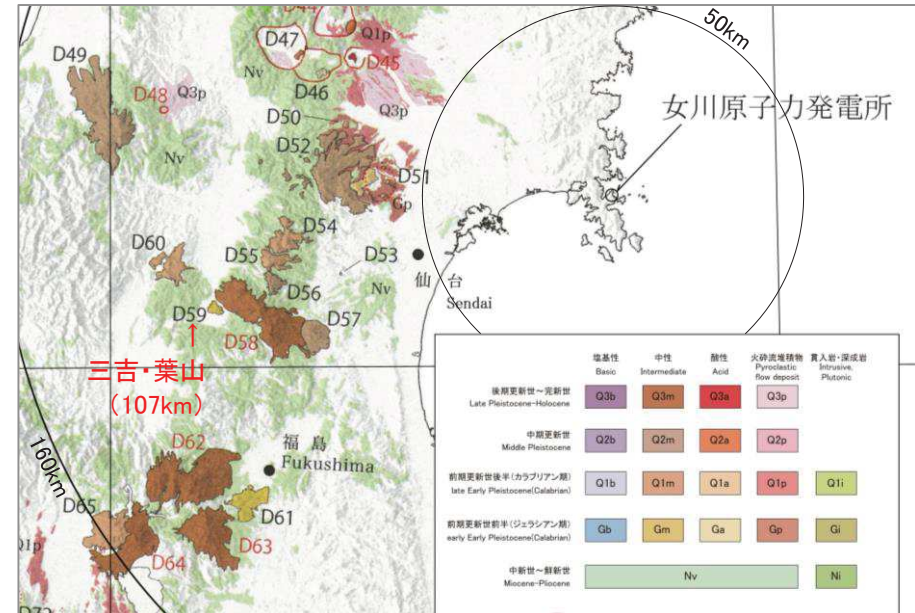 D44
D47
Q1p
50km
D49
D45
Nv
D46
D48
Q3p
Q3p
女川原子力発電所
D50
D52
Nv
D51
Gp
D54
D60
D55
D53
仙台
Sendai
D56
Nv
D59
D57
D58
三吉・葉山
(107km)
D62
福島
Fukushima
160km
D65
D61
D63
D64
Q1p
D72
塩基性 中性 酸性 火砕流堆積物 貫入岩・深成岩
Basic Intermediate Acid Pyroclastic flow deposit Intrusive, Plutonic
後期更新世~完新世
Late Pleistocene-Holocene
Q3b Q3m Q3a Q3p
中期更新世
Middle Pleistocene
Q2b Q2m Q2a Q2p
前期更新世後半(カラブリアン期)
late Early Pleistocene(Calabrian)
Q1b Q1m Q1a Q1p Q1i
前期更新世前半(ジェラシアン期)
early Early Pleistocene(Calabrian)
Gb Gm Ga Gp Gi
中新世~鮮新世
Miocene-Pliocene
Nv Ni